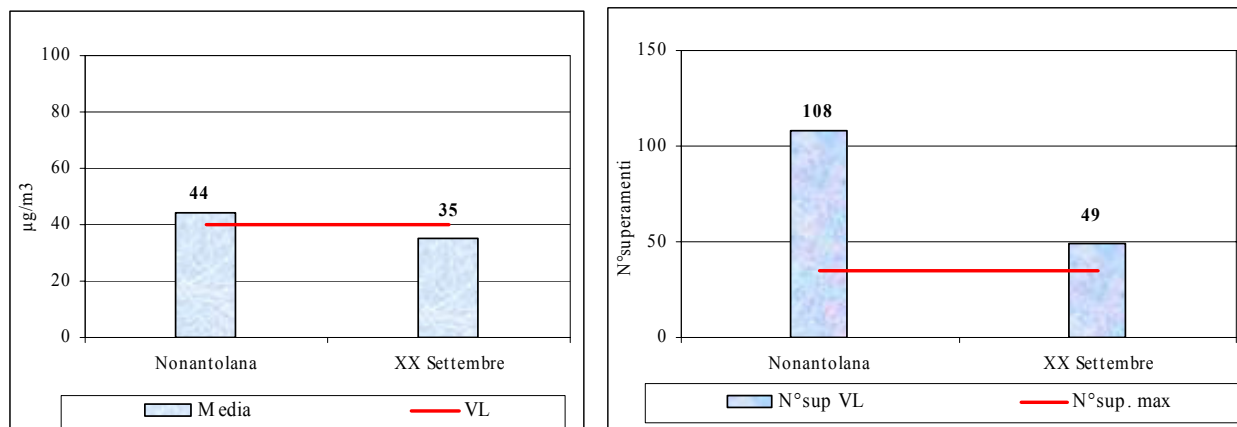 100
80
60
40
20
0
µg/m3
44
35
Nonantolana XX Settembre
Media VL
150
100
50
0
N°superamenti
108
49
Nonantolana XX Settembre
N°sup VL N°sup. max